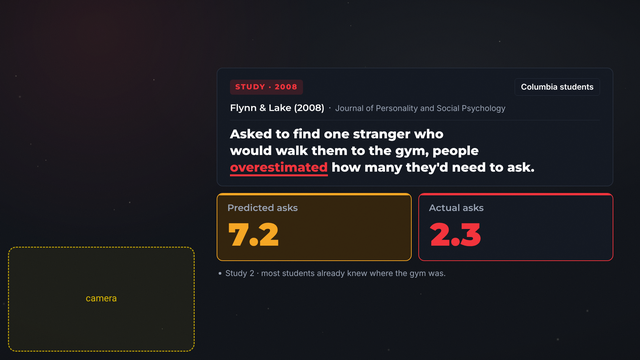 STUDY · 2008
Columbia students
Flynn & Lake (2008) · Journal of Personality and Social Psychology
Asked to find one stranger who
would walk them to the gym, people
overestimated how many they'd need to ask.
Predicted asks
7.2
Actual asks
2.3
• Study 2 · most students already knew where the gym was.
camera